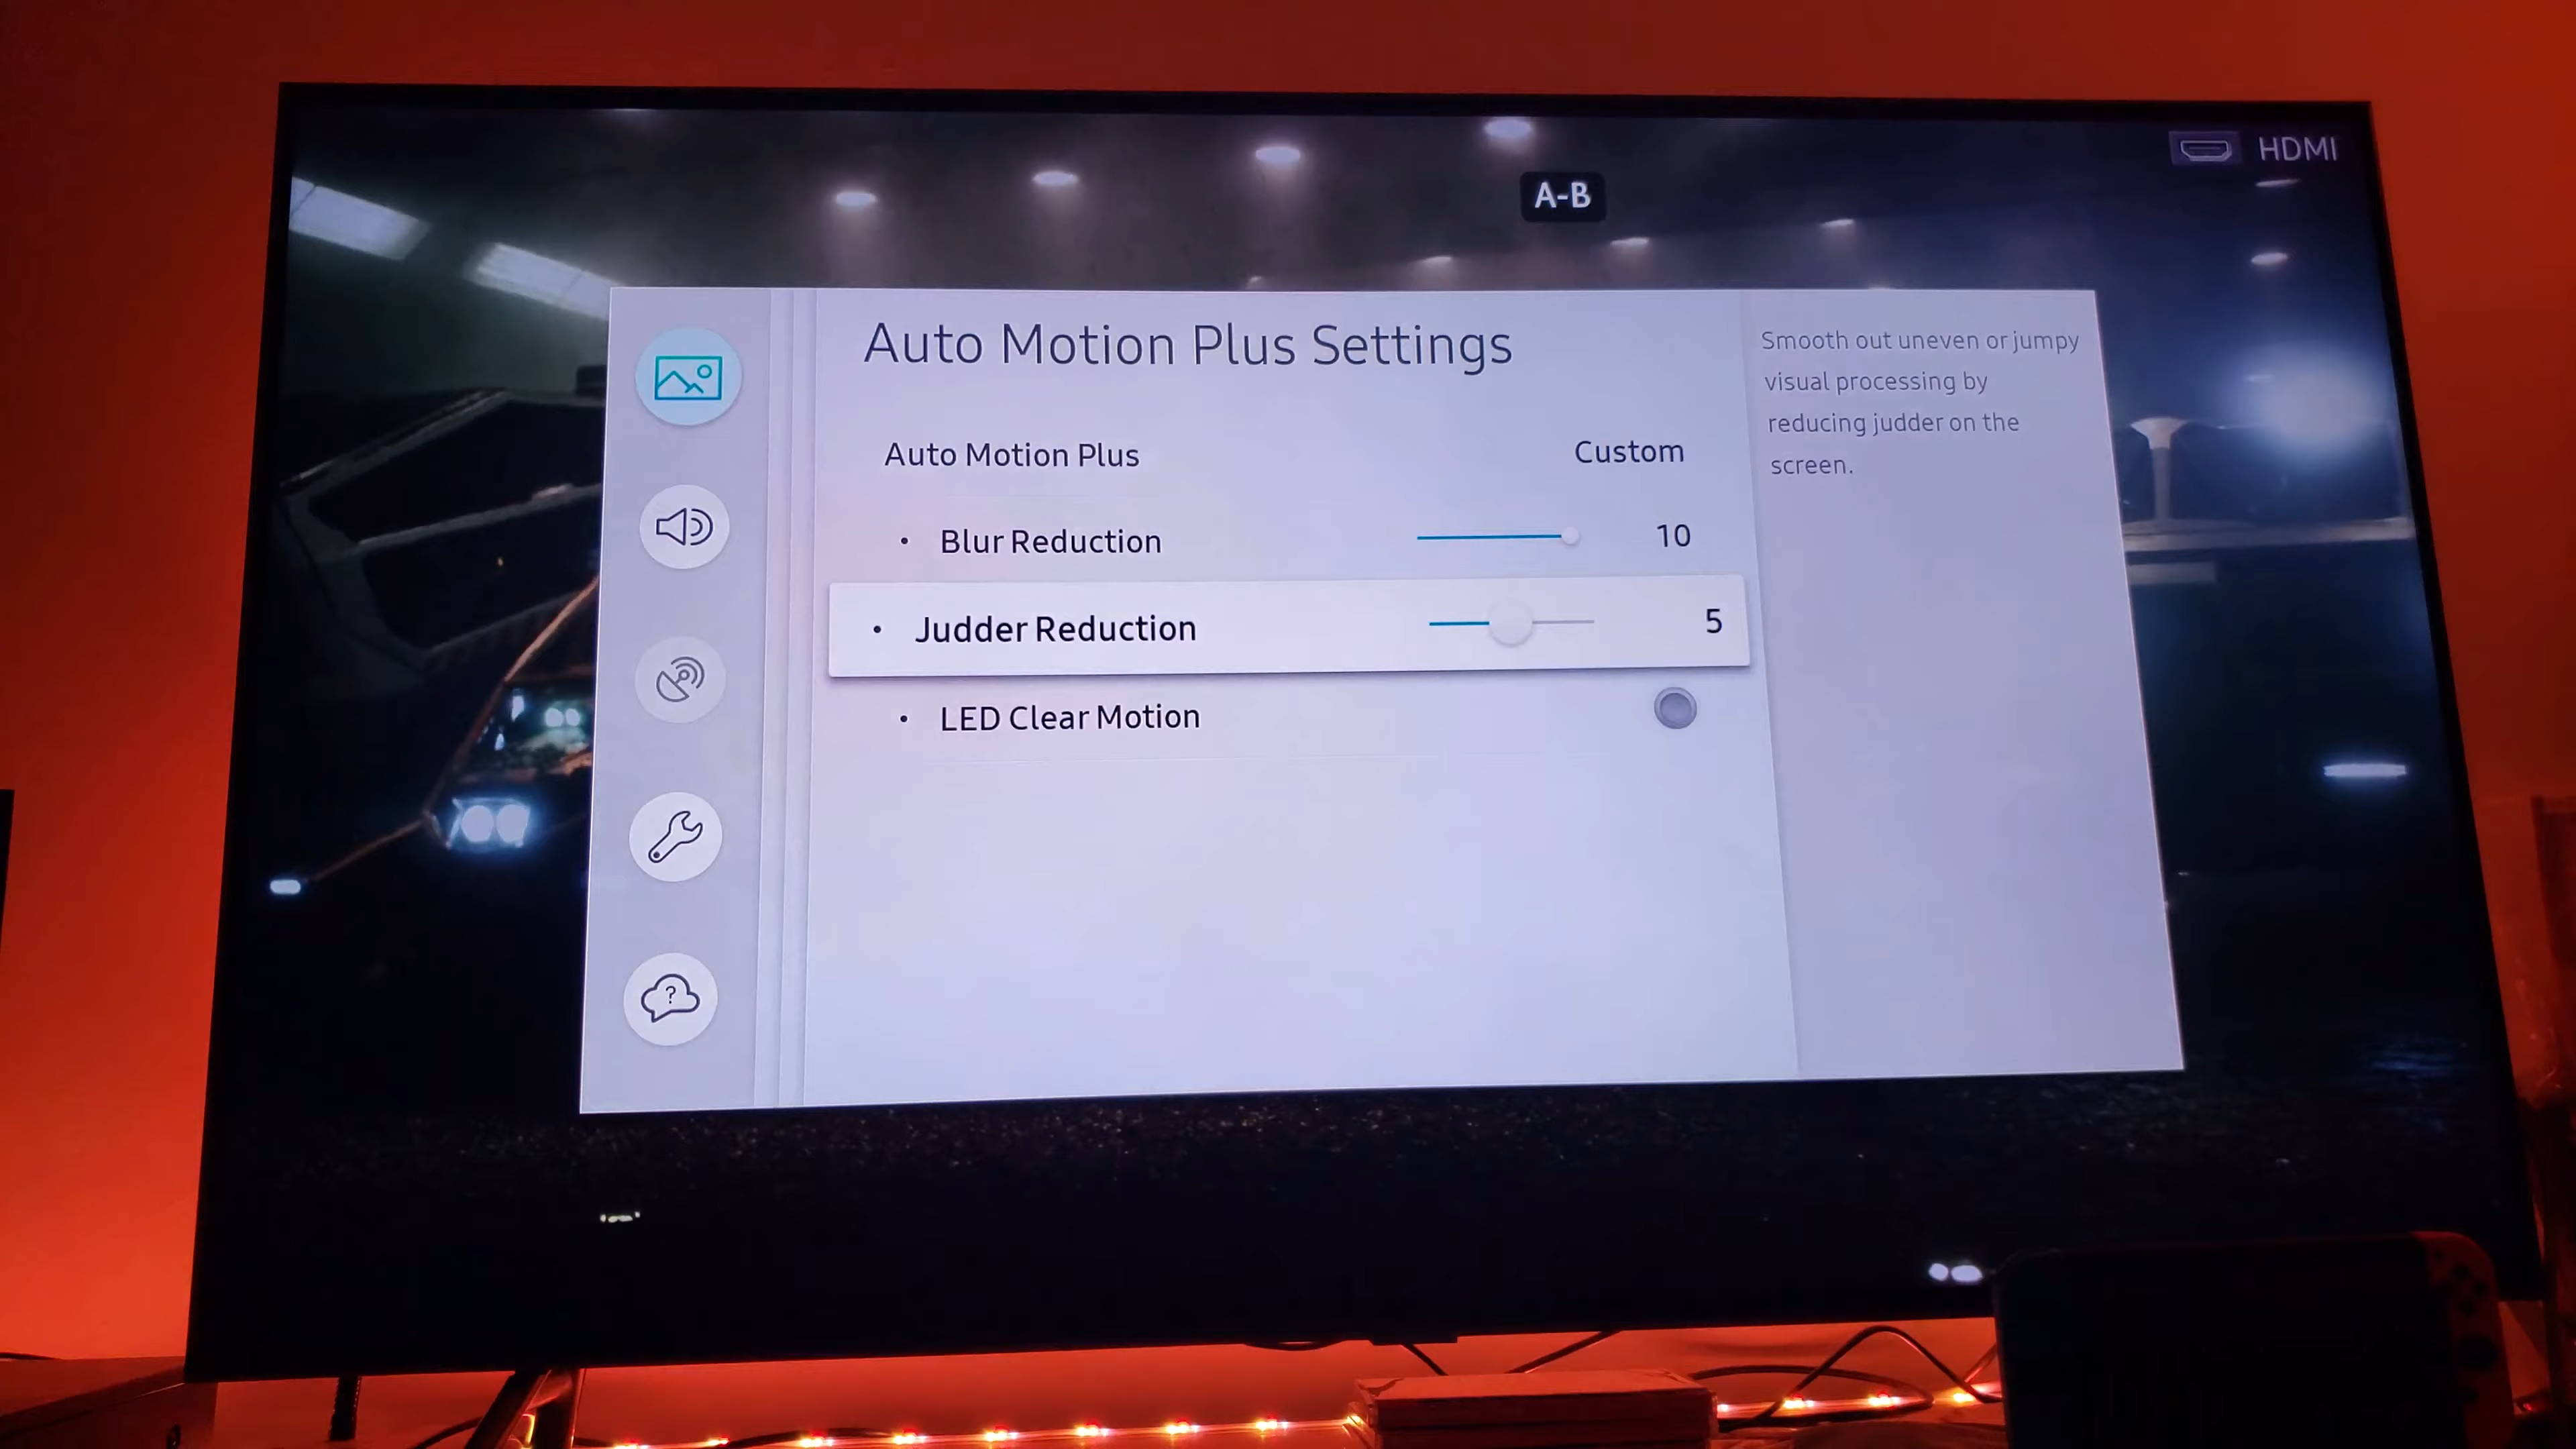 HDMI
A-B
Auto Motion Plus Settings
Auto Motion Plus Custom
• Blur Reduction 10
• Judder Reduction 5
• LED Clear Motion
Smooth out uneven or jumpy
visual processing by
reducing judder on the
screen.
?